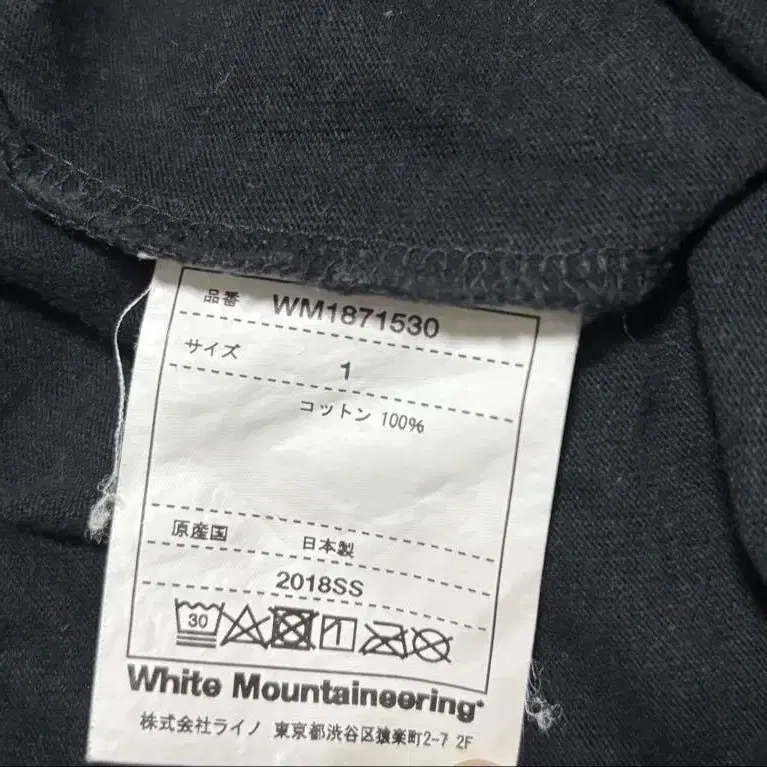 品番 WM1871530
サイズ 1
コットン 100%
原産国 日本製
2018SS
30
White Mountaineering
株式会社ライノ 東京都渋谷区猿楽町2-7 2F